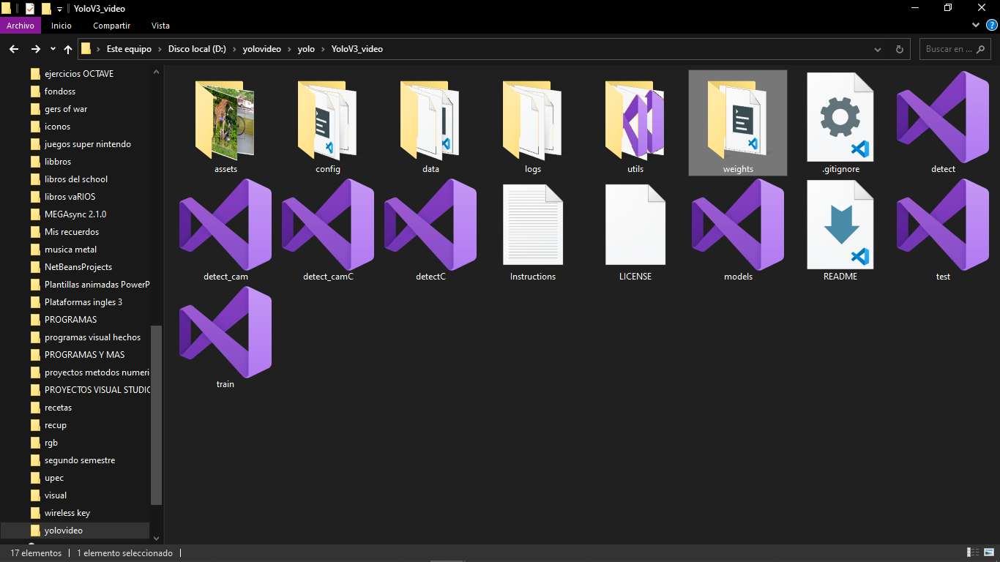 YoloV3_video
Archivo Inicio Compartir Vista
Este equipo Disco local (D:) yolovideo yolo YoloV3_video
Buscar en ...
ejercicios OCTAVE
fondoss
gers of war
iconos
juegos super nintendo
libbros
libros del school
libros vaRIOS
MEGAsync 2.1.0
Mis recuerdos
musica metal
NetBeansProjects
Plantillas animadas PowerP
Plataformas ingles 3
PROGRAMAS
programas visual hechos
PROGRAMAS Y MAS
proyectos metodos numeri
PROYECTOS VISUAL STUDIO
recetas
recup
rgb
segundo semestre
upec
visual
wireless key
yolovideo
assets config data logs utils weights .gitignore detect
detect_cam detect_camC detectC Instructions LICENSE models README test
train
17 elementos 1 elemento seleccionado